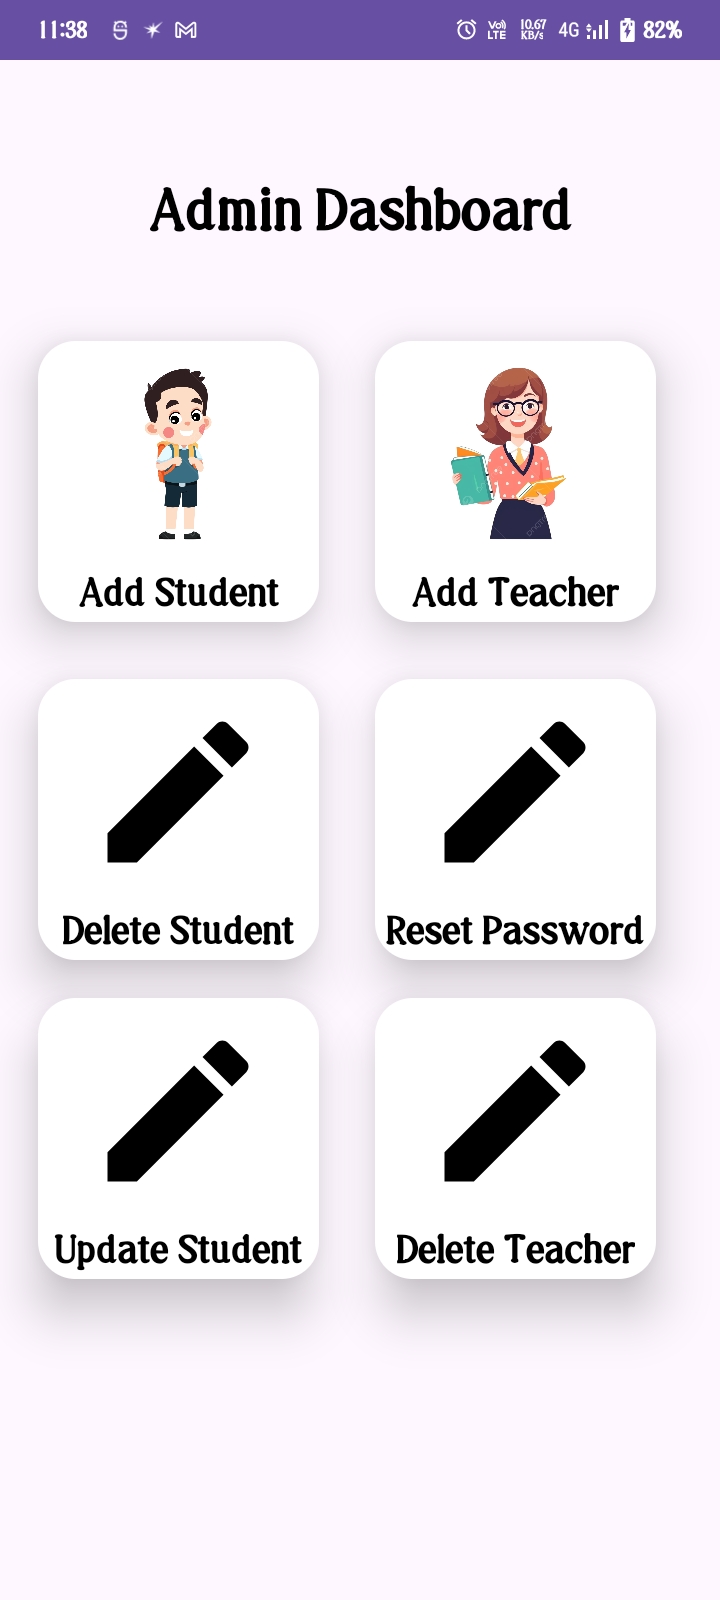 11:38 Vo) LTE 10.67 KB/s 4G 82%
Admin Dashboard
Add Student
Add Teacher
Delete Student
Reset Password
Update Student
Delete Teacher